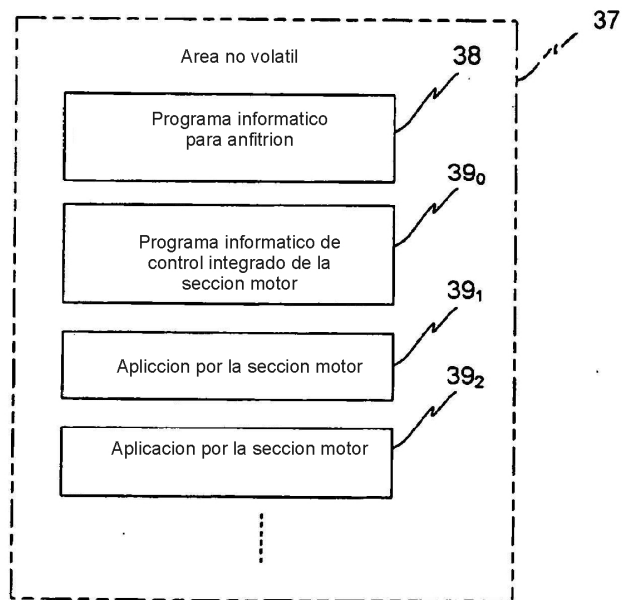 37
Area no volatil
38
Programa informatico
para anfitrion
39₀
Programa informatico de
control integrado de la
seccion motor
39₁
Apliccion por la seccion motor
39₂
Aplicacion por la seccion motor